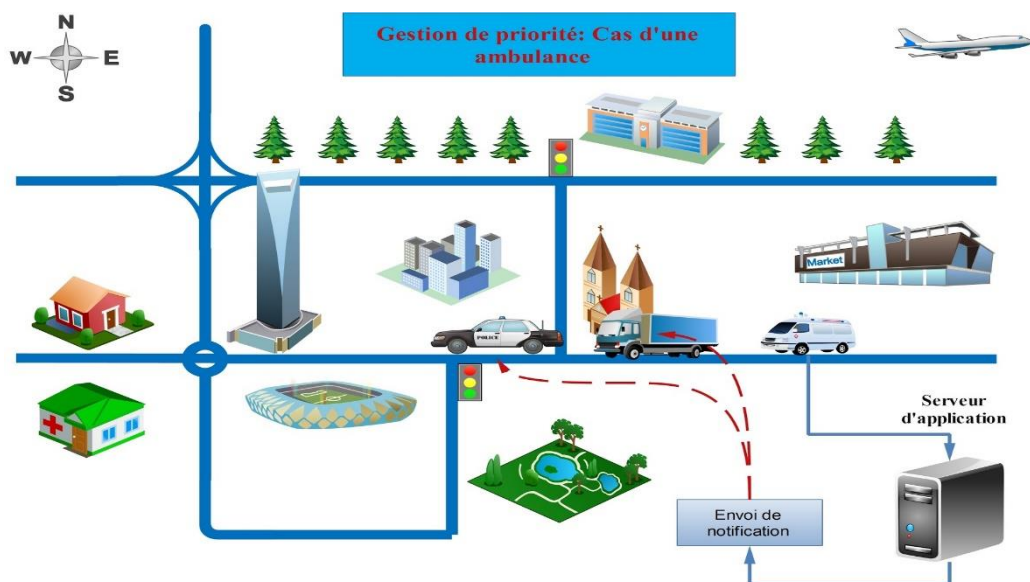 N
W E
S
Gestion de priorité: Cas d'une
ambulance
Market
POLICE
Serveur
d'application
Envoi de
notification